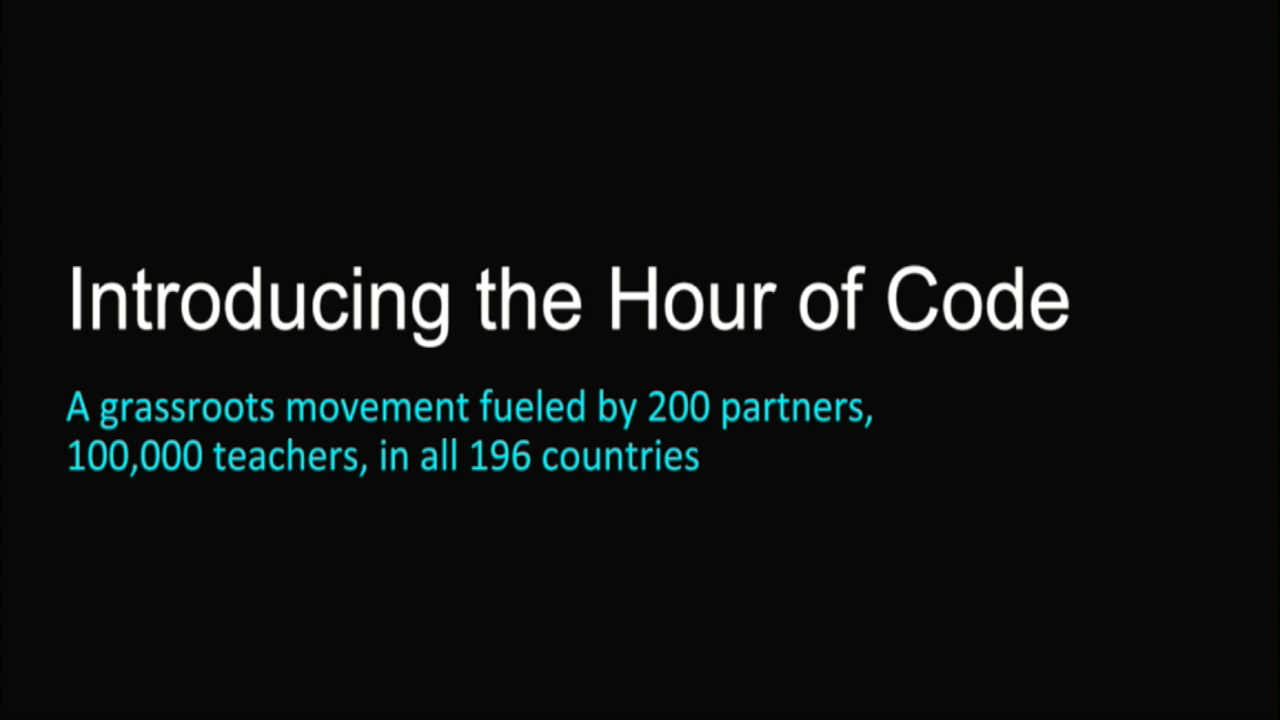 Introducing the Hour of Code
A grassroots movement fueled by 200 partners,
100,000 teachers, in all 196 countries